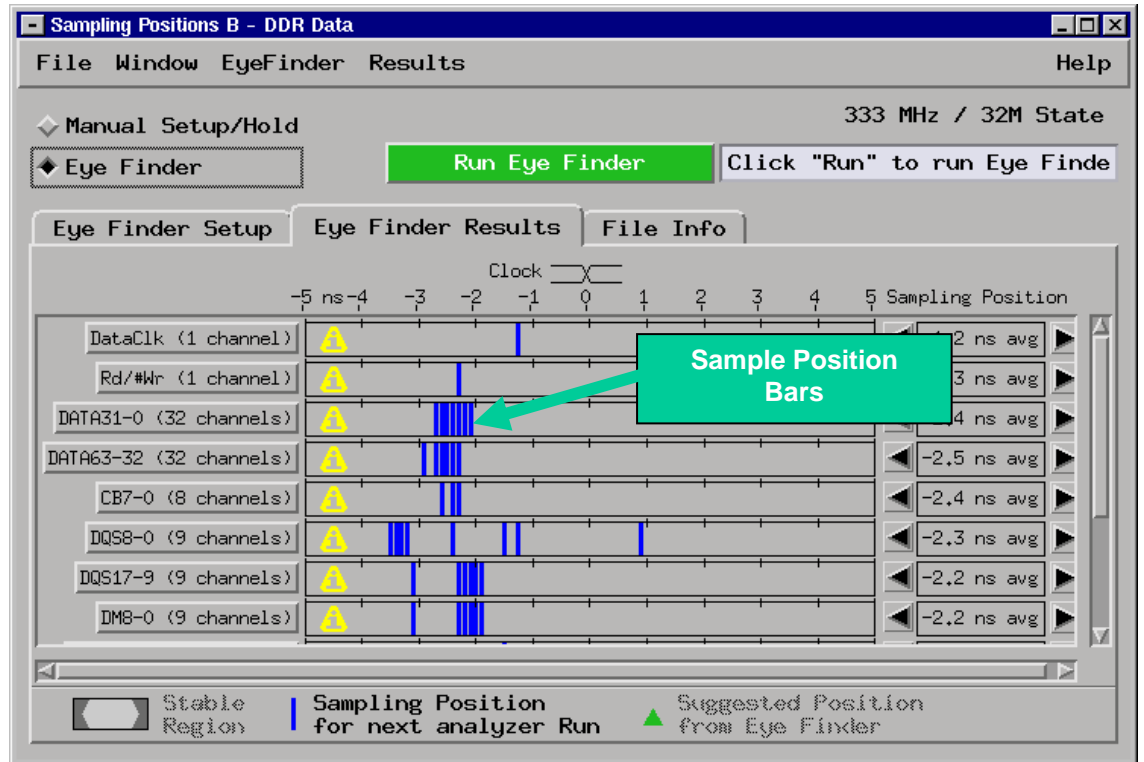 Sampling Positions B - DDR Data
File Window EyeFinder Results Help
Manual Setup/Hold 333 MHz / 32M State
Eye Finder Run Eye Finder Click "Run" to run Eye Finde
Eye Finder Setup Eye Finder Results File Info
Clock
-5 ns -4 -3 -2 -1 0 1 2 3 4 5 Sampling Position
DataClk (1 channel) 2 ns avg
Sample Position
Bars
Rd/#Wr (1 channel) 3 ns avg
DATA31-0 (32 channels) .4 ns avg
DATA63-32 (32 channels) -2.5 ns avg
CB7-0 (8 channels) -2.4 ns avg
DQS8-0 (9 channels) -2.3 ns avg
DQS17-9 (9 channels) -2.2 ns avg
DM8-0 (9 channels) -2.2 ns avg
Stable Region
Sampling Position for next analyzer Run
Suggested Position from Eye Finder